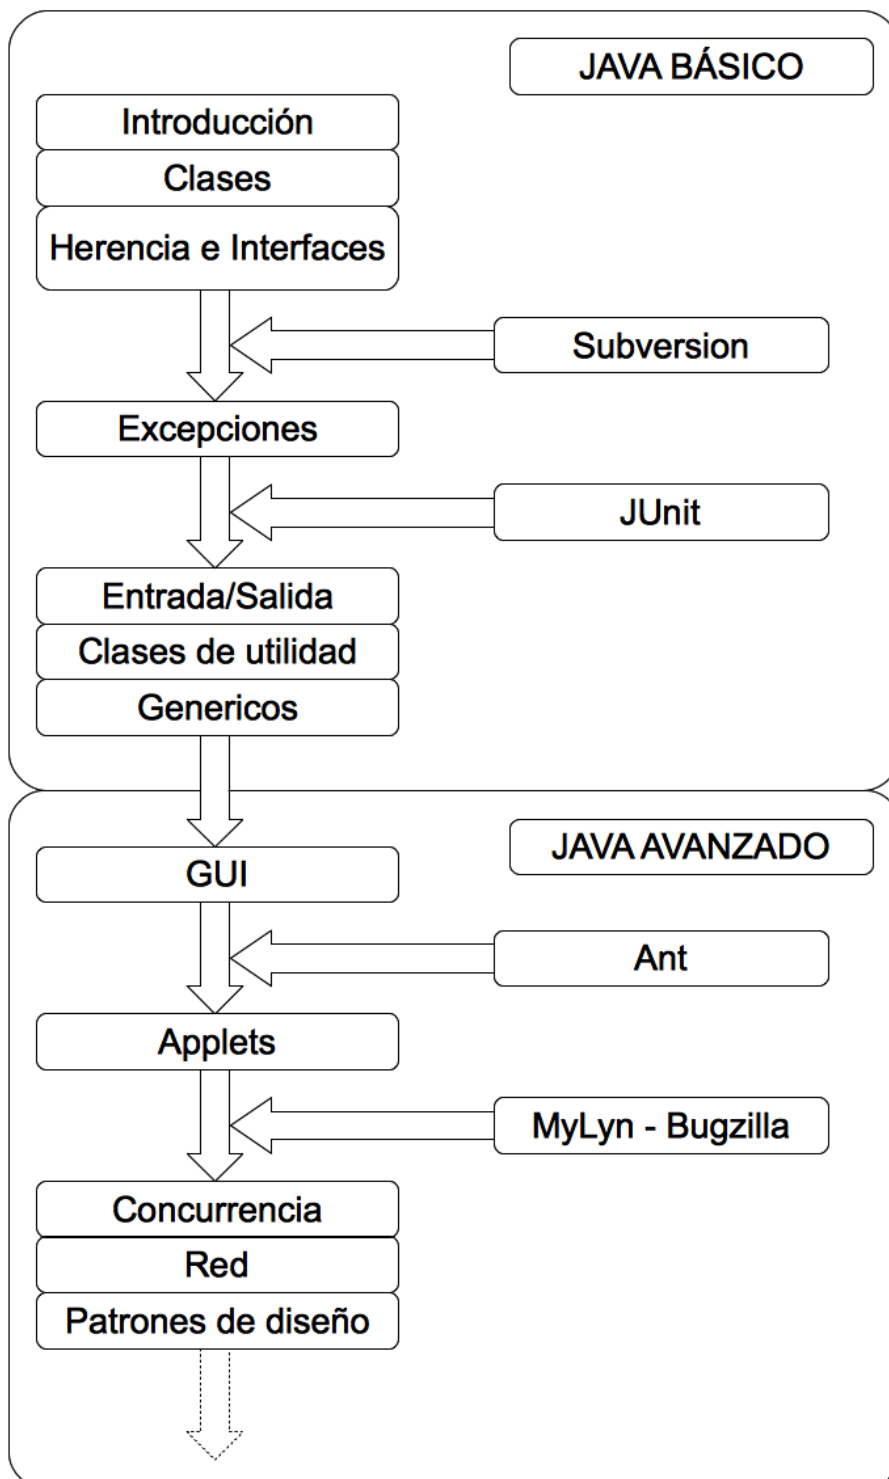 JAVA BÁSICO
Introducción
Clases
Herencia e Interfaces
Subversion
Excepciones
JUnit
Entrada/Salida
Clases de utilidad
Genericos
JAVA AVANZADO
GUI
Ant
Applets
MyLyn - Bugzilla
Concurrencia
Red
Patrones de diseño